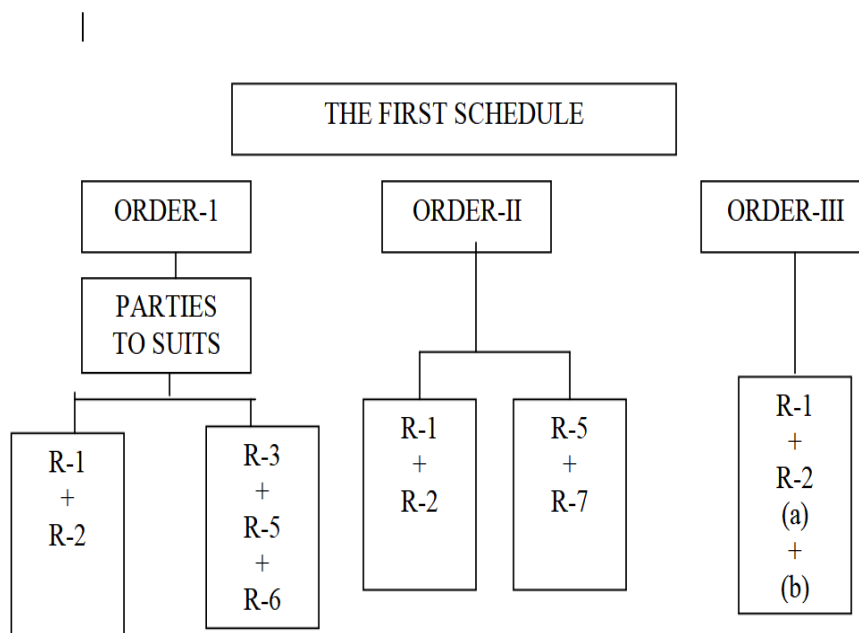 THE FIRST SCHEDULE
ORDER-1
ORDER-II
ORDER-III
PARTIES
TO SUITS
R-1
+
R-2
R-3
+
R-5
+
R-6
R-1
+
R-2
R-5
+
R-7
R-1
+
R-2
(a)
+
(b)